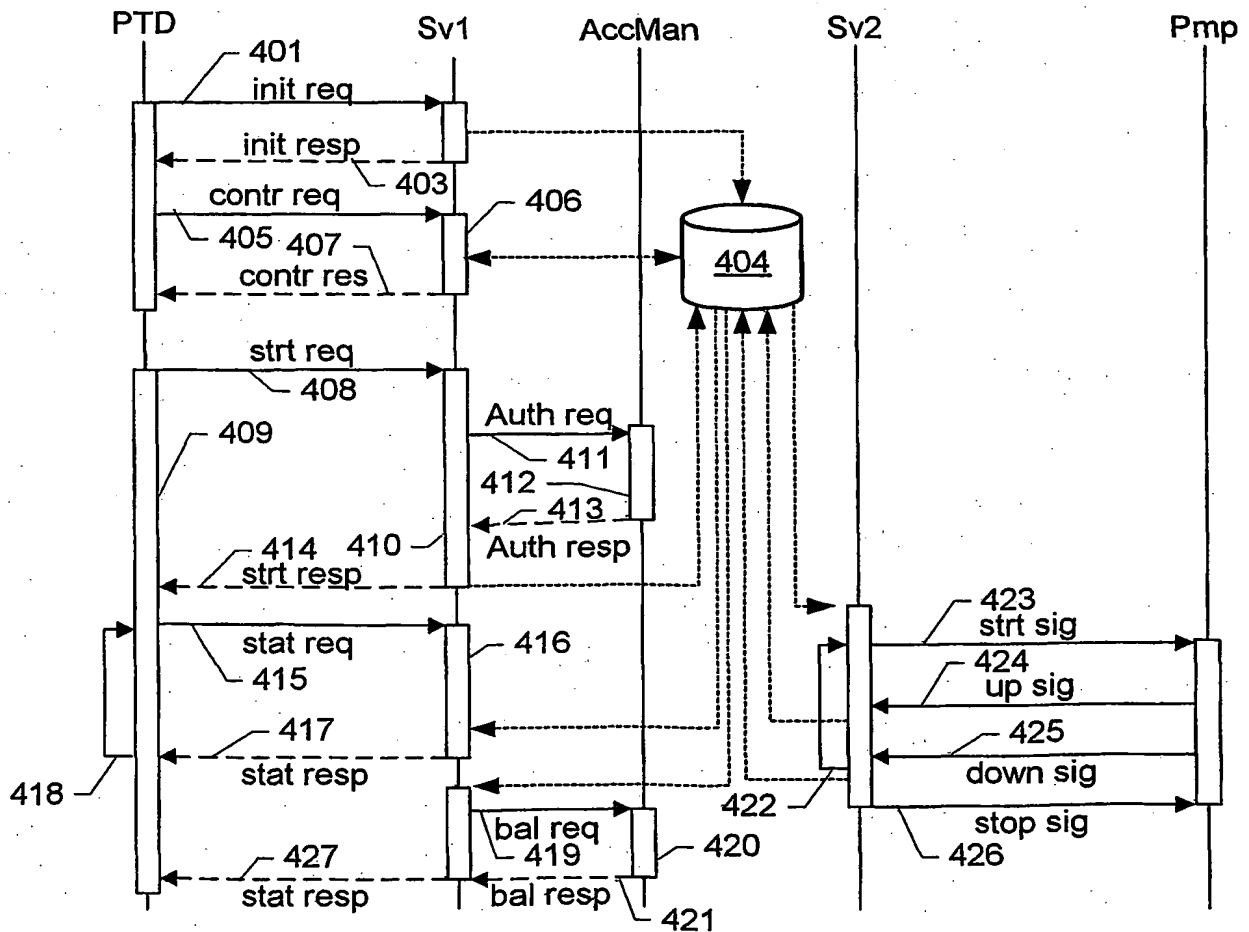 PTD
Sv1
AccMan
Sv2
Pmp
401
init req
init resp
403
contr req
406
405
407
404
contr res
strt req
408
Auth req
409
411
412
413
410
Auth resp
414
strt resp
423
strt sig
stat req
416
415
424
up sig
417
425
stat resp
down sig
418
422
bal req
419
420
stop sig
426
427
stat resp
bal resp
421